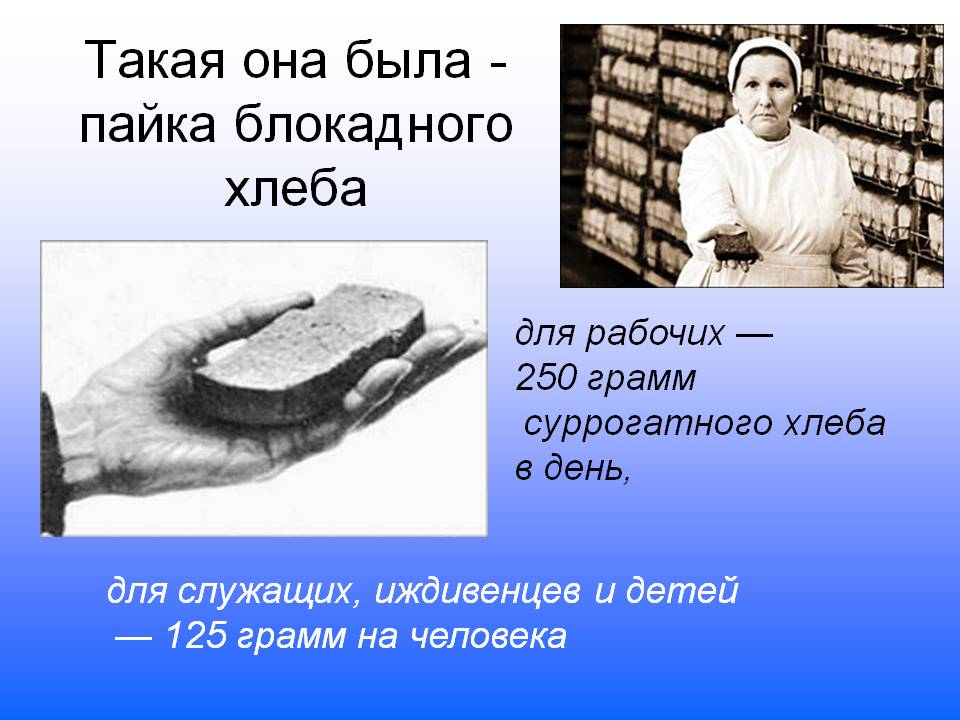 Такая она была -
пайка блокадного
хлеба
для рабочих —
250 грамм
суррогатного хлеба
в день,
для служащих, иждивенцев и детей
— 125 грамм на человека